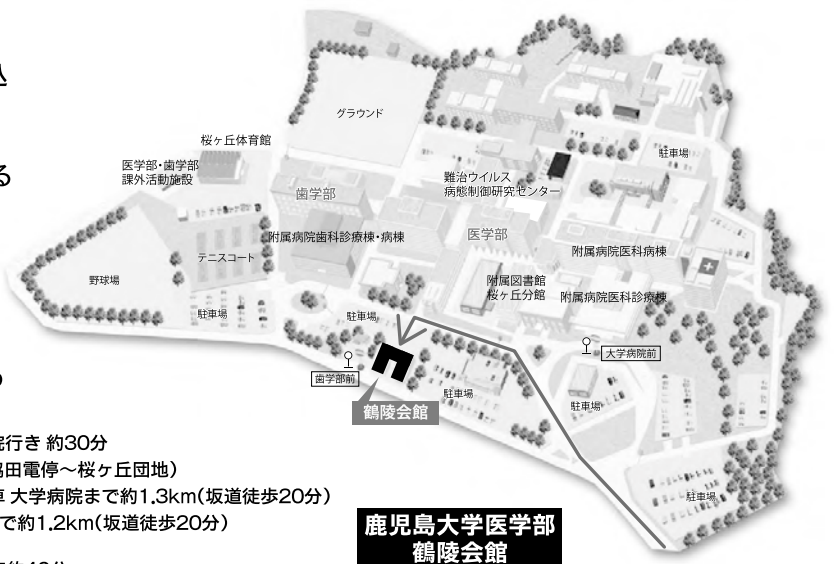 込
る
グラウンド
桜ヶ丘体育館
医学部・歯学部
課外活動施設
駐車場
難治ウイルス
病態制御研究センター
歯学部
附属病院歯科診療棟・病棟
医学部
附属病院医科病棟
テニスコート
野球場
附属図書館
桜ヶ丘分館
附属病院医科診療棟
駐車場
駐車場
大学病院前
歯学部前
駐車場
駐車場
鶴陵会館
院行き 約30分
脇田電停～桜ヶ丘団地）
車 大学病院まで約1.3km(坂道徒歩20分)
で約1.2km(坂道徒歩20分)
駐車場
鹿児島大学医学部
鶴陵会館